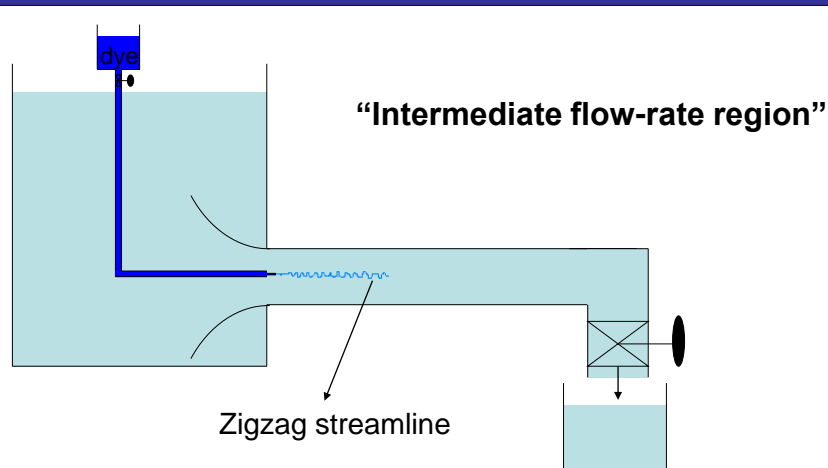 dye
“Intermediate flow-rate region”
Zigzag streamline